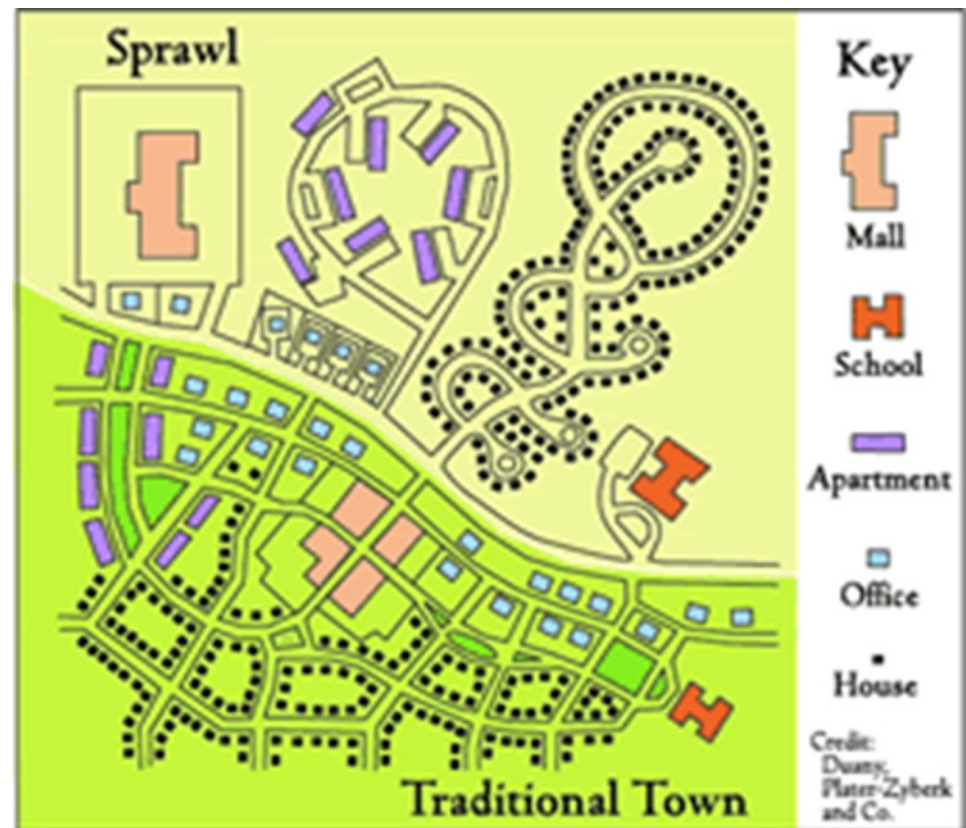 Sprawl
Key
Mall
School
Apartment
Office
House
Credit:
Duany,
Plater-Zyberk
and Co.
Traditional Town